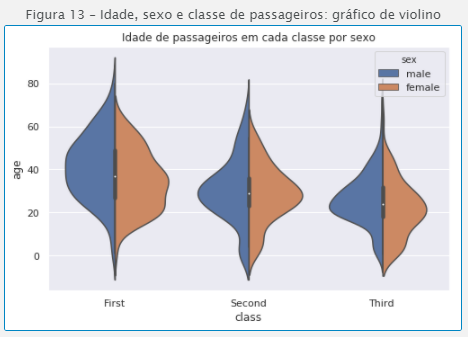 Figura 13 – Idade, sexo e classe de passageiros: gráfico de violino
Idade de passageiros em cada classe por sexo
sex
male
female
80
60
40
20
0
age
First Second Third
class